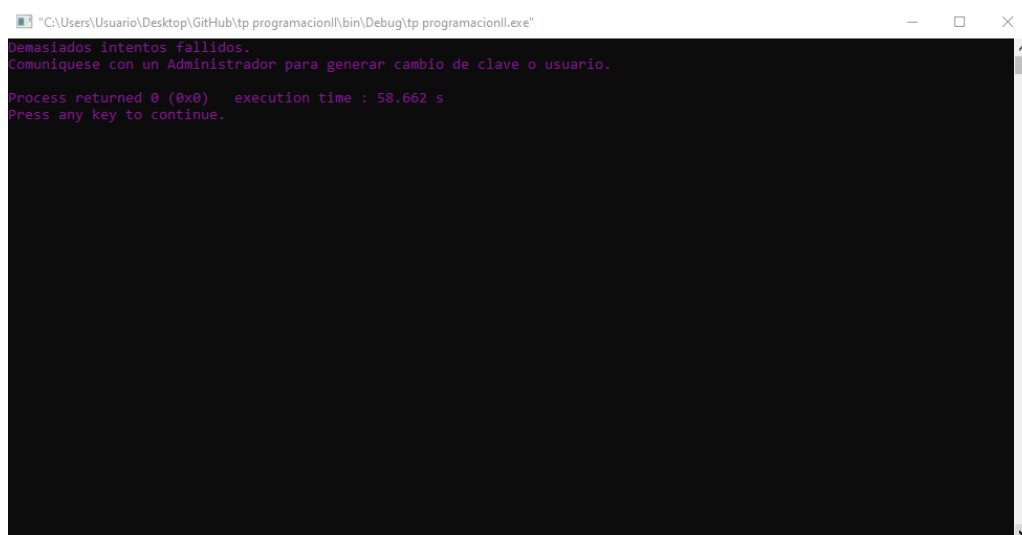 "C:\Users\Usuario\Desktop\GitHub\tp programacionII\bin\Debug\tp programacionII.exe"
Demasiados intentos fallidos.
Comuniquese con un Administrador para generar cambio de clave o usuario.
Process returned 0 (0x0)   execution time : 58.662 s
Press any key to continue.